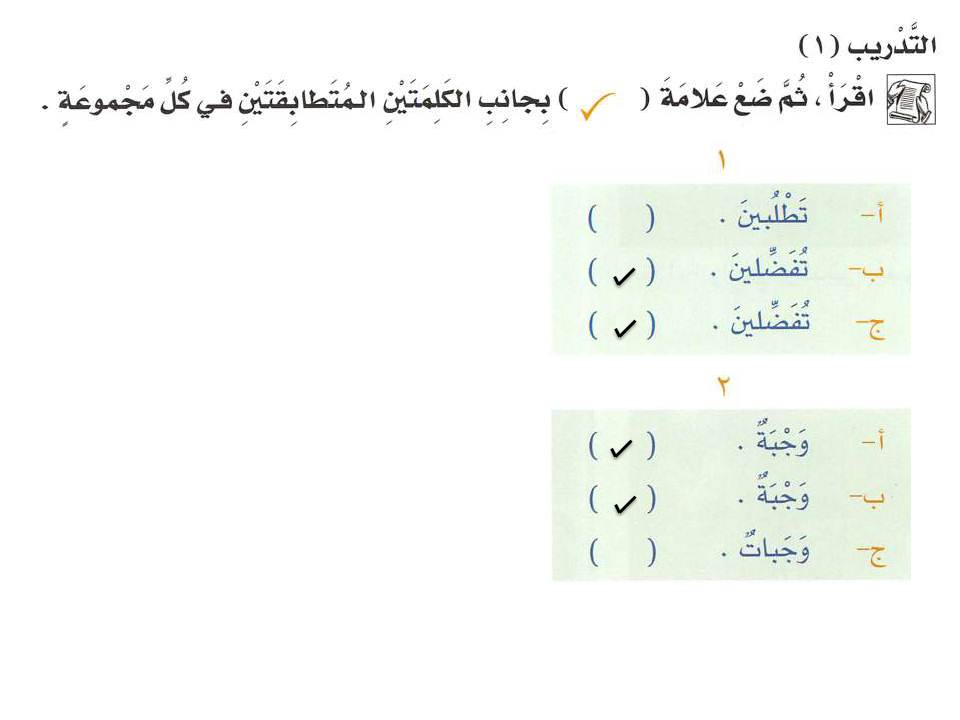 التَّدْريب (١)
اقْرَأْ ، ثُمَّ ضَعْ عَلامَةَ ( ✓ ) بِجانِبِ الكَلِمَتَيْنِ المُتَطابِقَتَيْنِ في كُلِّ مَجْموعَةٍ .
١
أ- تَطْلُبينَ . ( )
ب- تُفَضِّلينَ . ( ✓ )
ج- تُفَضِّلينَ . ( ✓ )
٢
أ- وَجْبَةٌ . ( ✓ )
ب- وَجْبَةٌ . ( ✓ )
ج- وَجَباتٌ . ( )